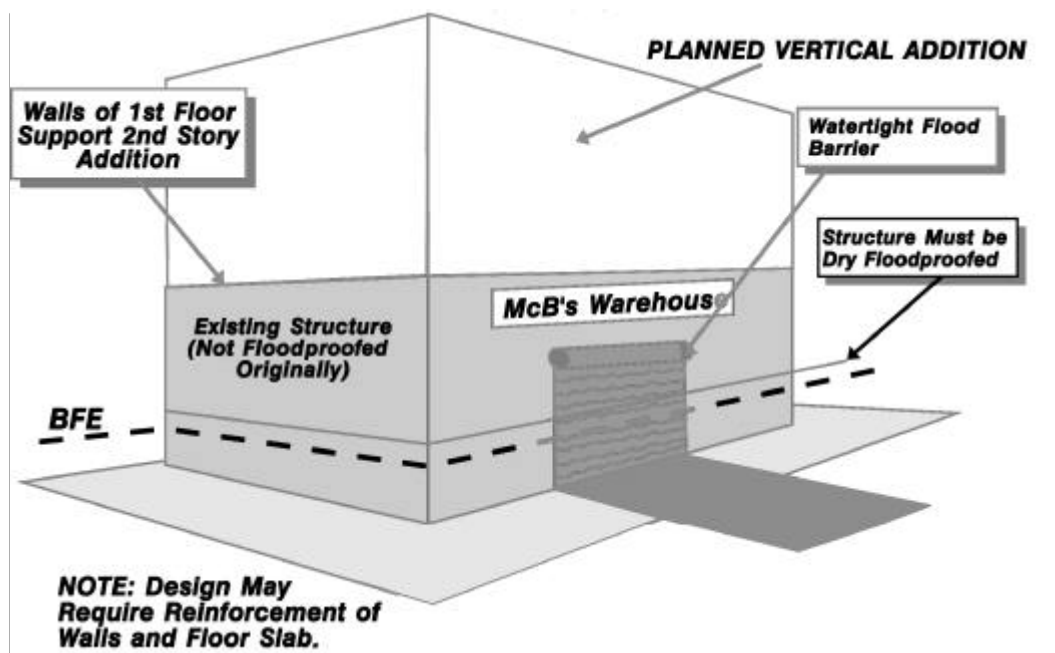 PLANNED VERTICAL ADDITION
Walls of 1st Floor
Support 2nd Story
Addition
Watertight Flood
Barrier
Structure Must be
Dry Floodproofed
McB's Warehouse
Existing Structure
(Not Floodproofed
Originally)
BFE
NOTE: Design May
Require Reinforcement of
Walls and Floor Slab.